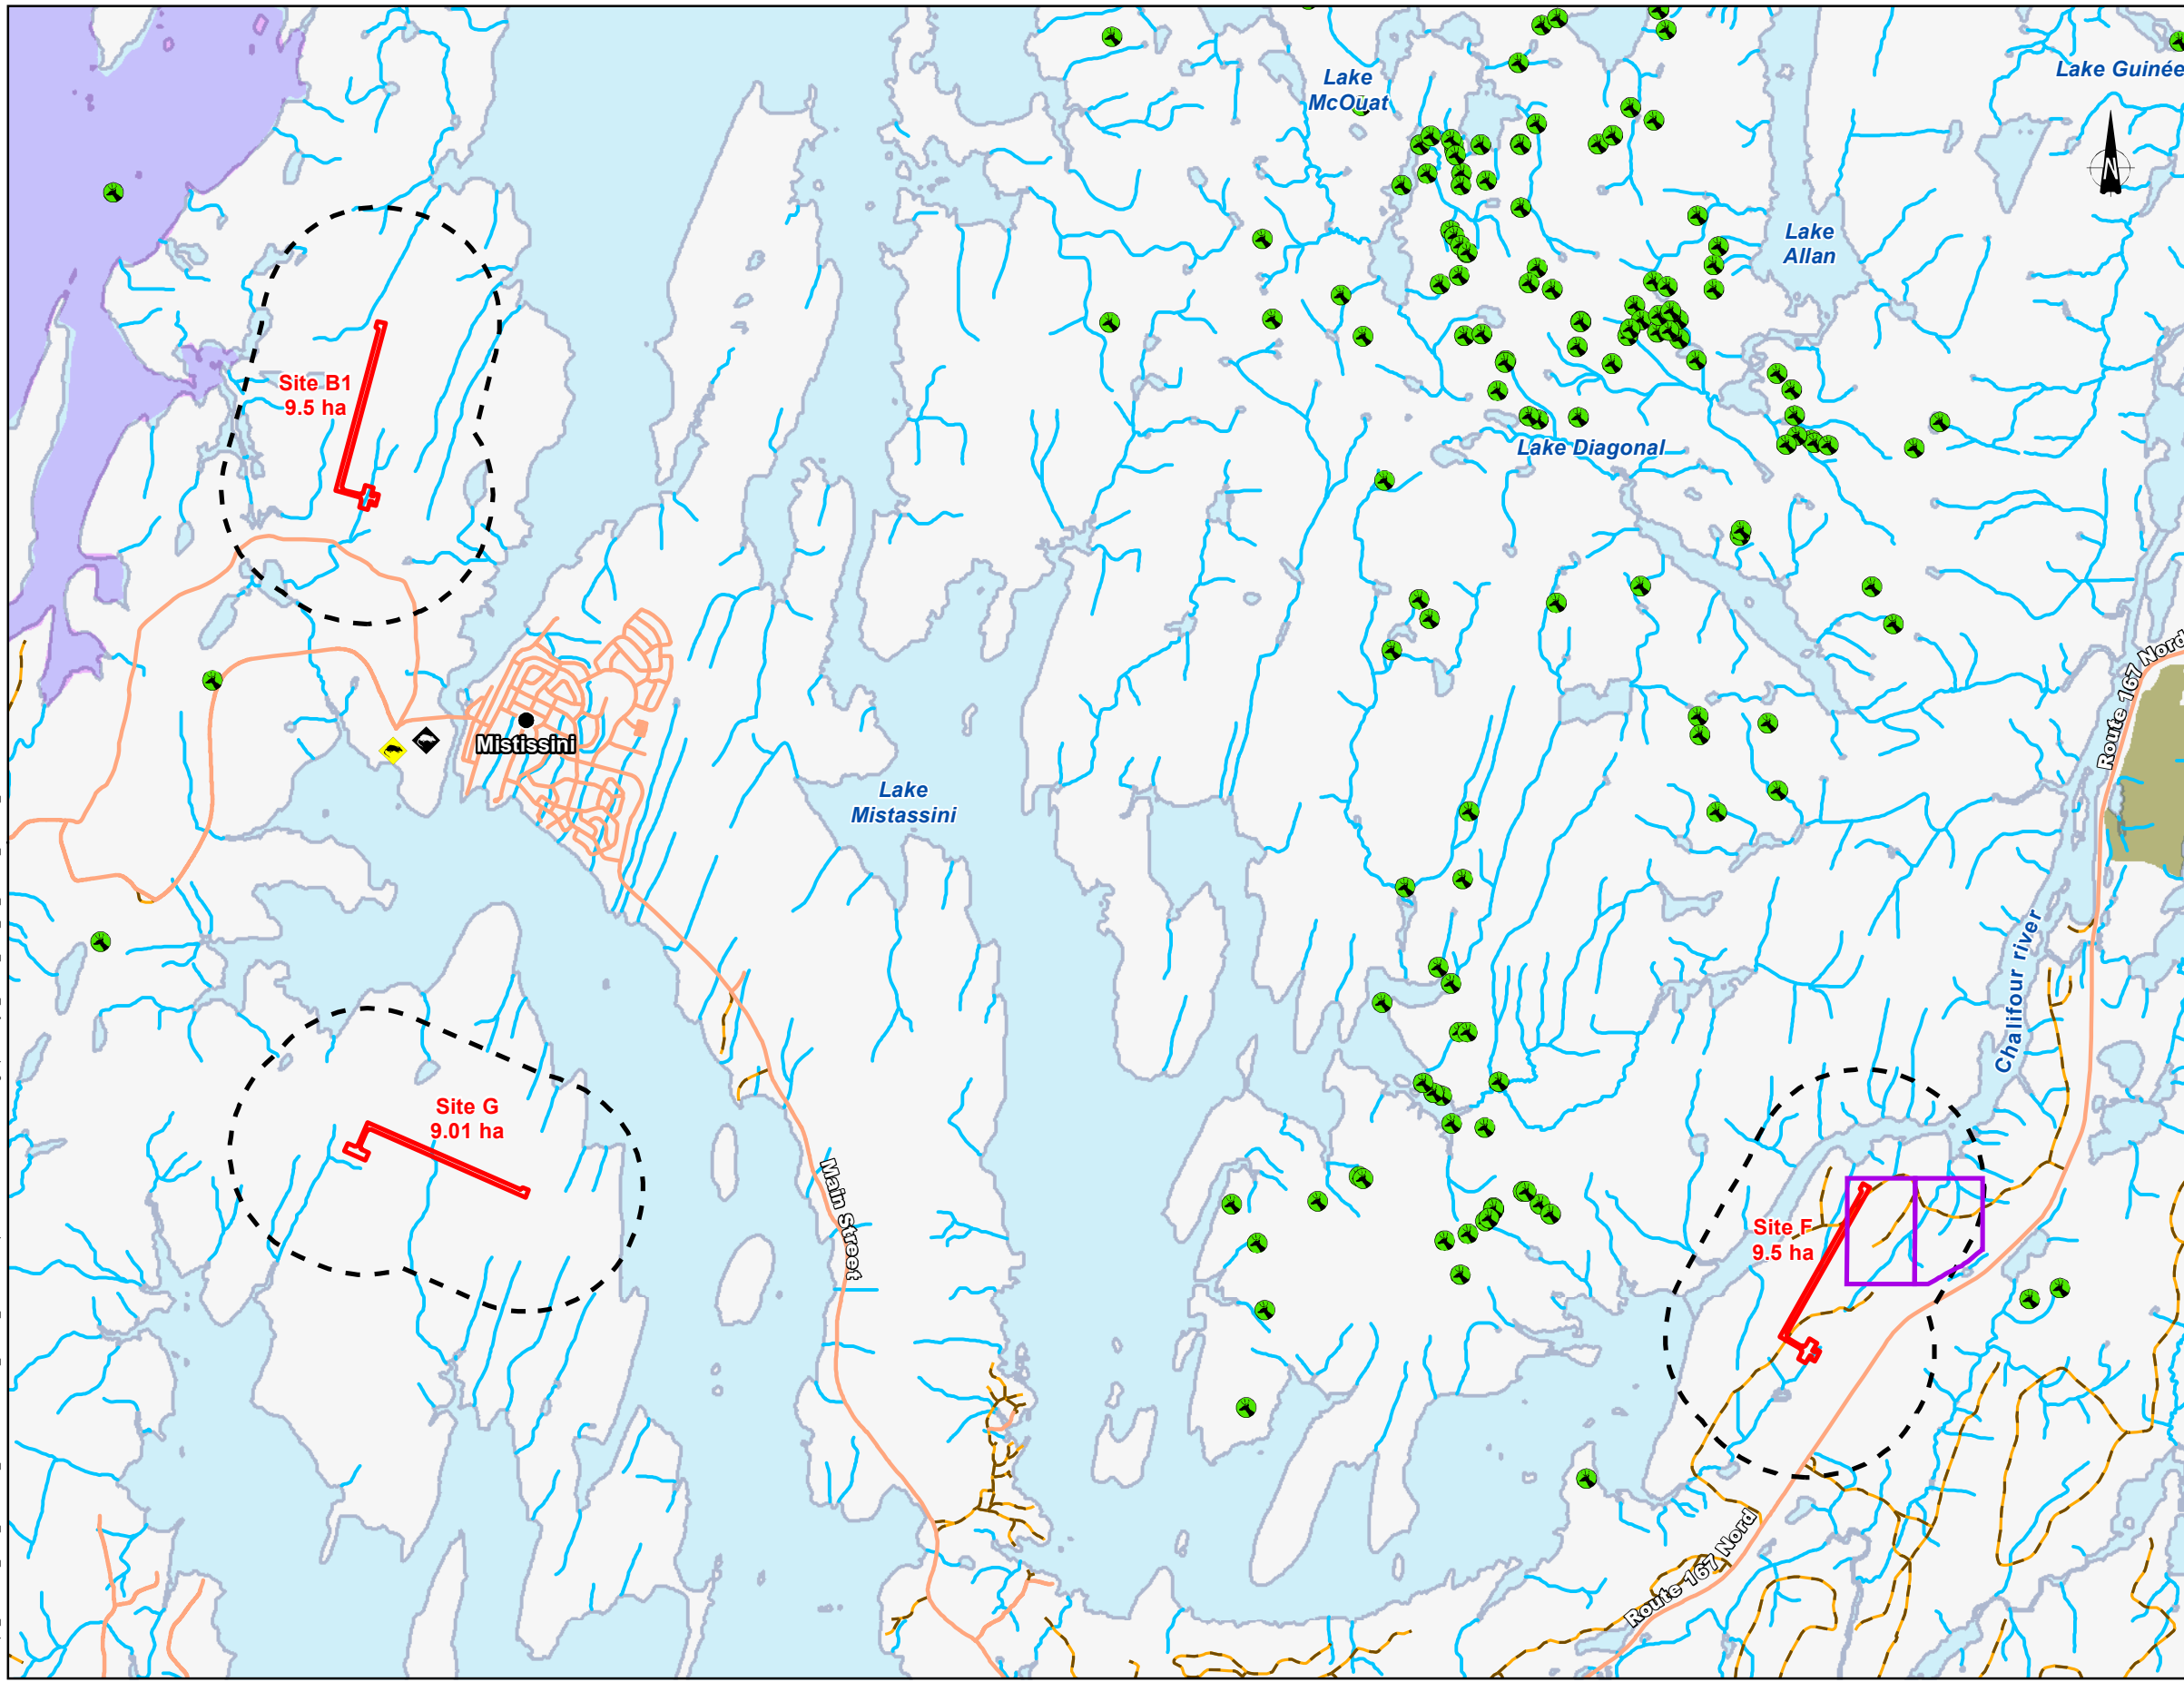 Lake
McOuat
Lake Guinée
N
Lake
Allan
Site B1
9.5 ha
Lake Diagonal
Route 167 Nord
Mistissini
Lake
Mistassini
Chalifour river
Site G
9.01 ha
Main Street
Site F
9.5 ha
Route 167 Nord